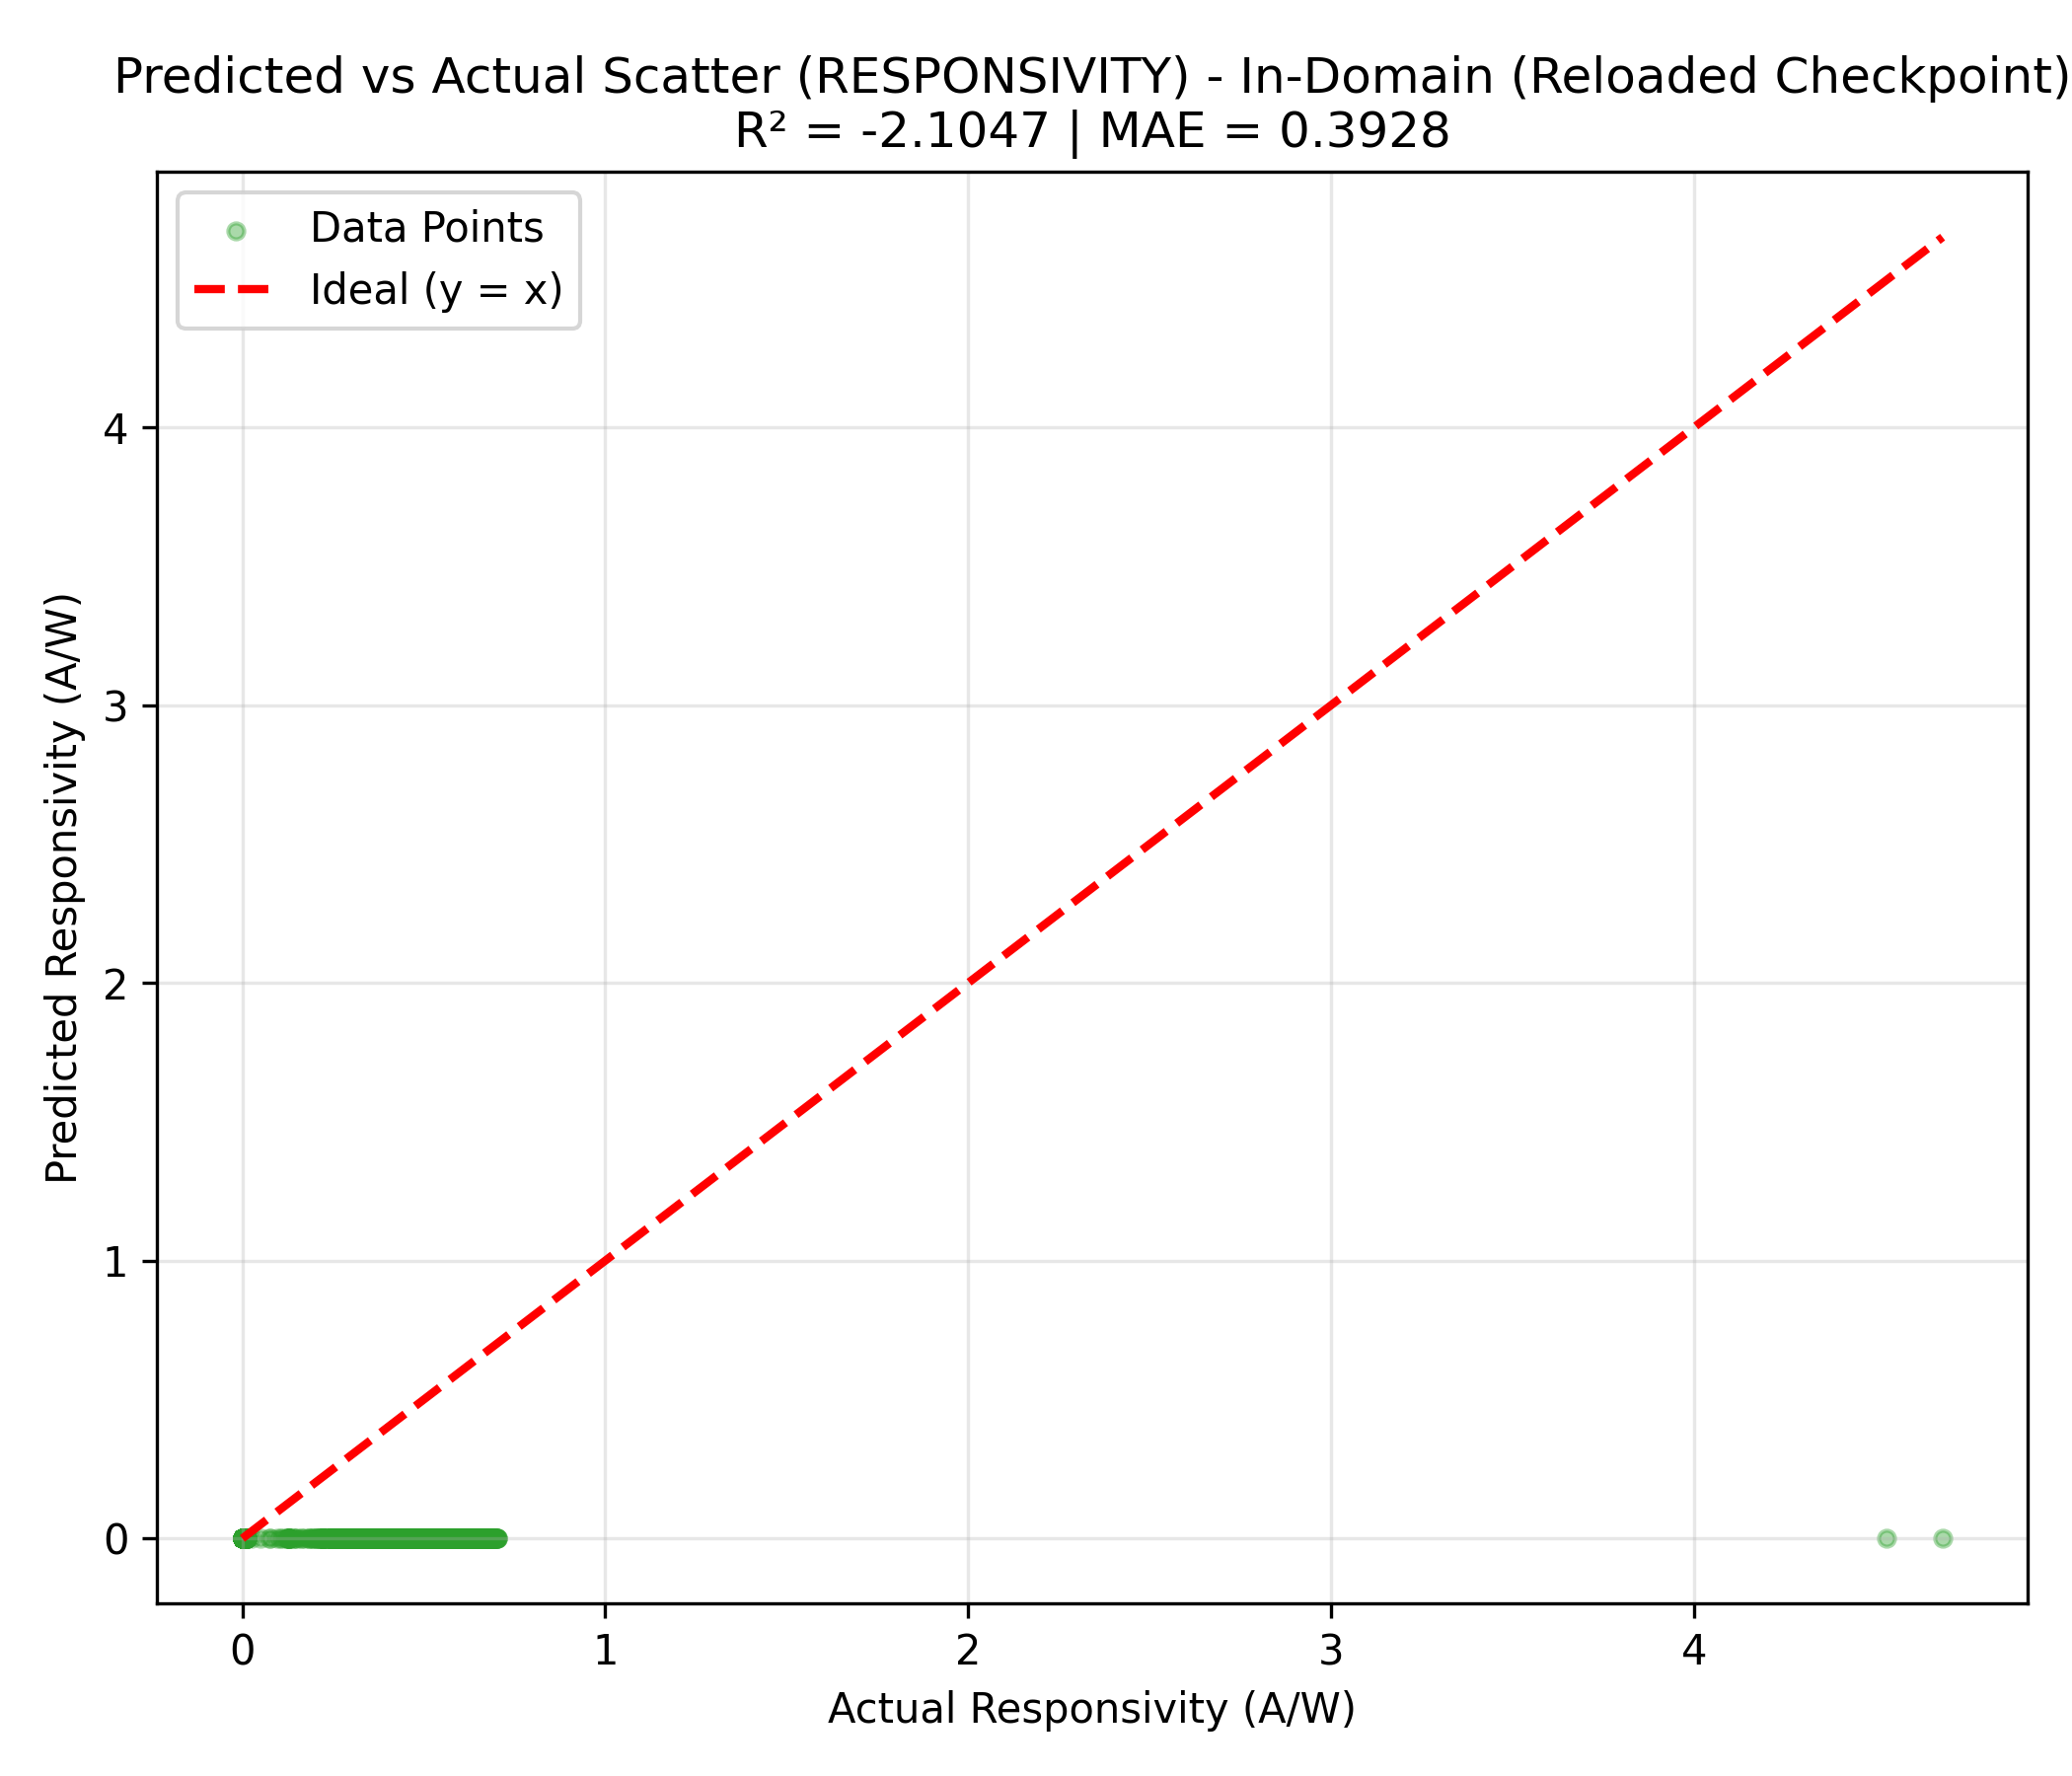 Predicted vs Actual Scatter (RESPONSIVITY) - In-Domain (Reloaded Checkpoint)
R² = -2.1047 | MAE = 0.3928
Data Points
Ideal (y = x)
Predicted Responsivity (A/W)
4
3
2
1
0
0 1 2 3 4
Actual Responsivity (A/W)